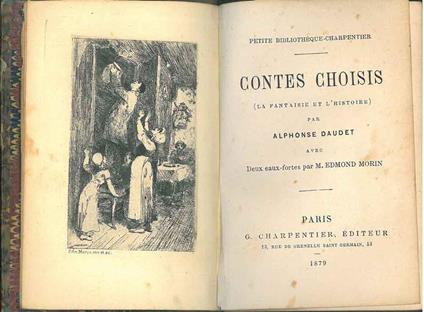 PETITE BIBLIOTHÈQUE-CHARPENTIER
CONTES CHOISIS
(LA FANTAISIE ET L'HISTOIRE)
PAR
ALPHONSE DAUDET
AVEC
Deux eaux-fortes par M. EDMOND MORIN
PARIS
G. CHARPENTIER, ÉDITEUR
13, RUE DE GRENELLE SAINT-GERMAIN, 13
1879